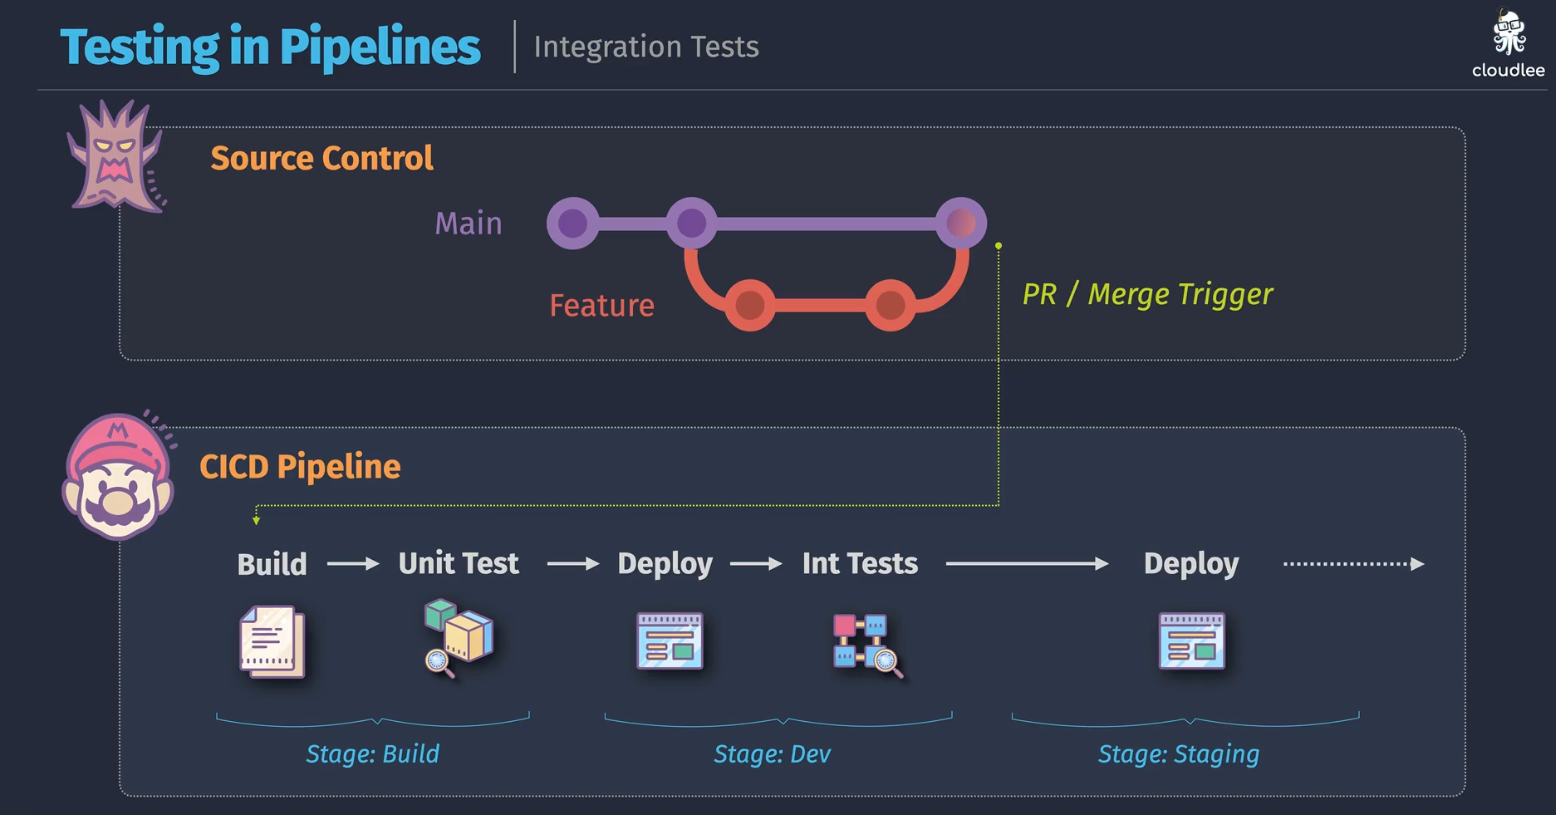 Testing in Pipelines
Integration Tests
cloudlee
Source Control
Main
Feature
PR / Merge Trigger
M
CICD Pipeline
Build
Unit Test
Deploy
Int Tests
Deploy
Stage: Build
Stage: Dev
Stage: Staging